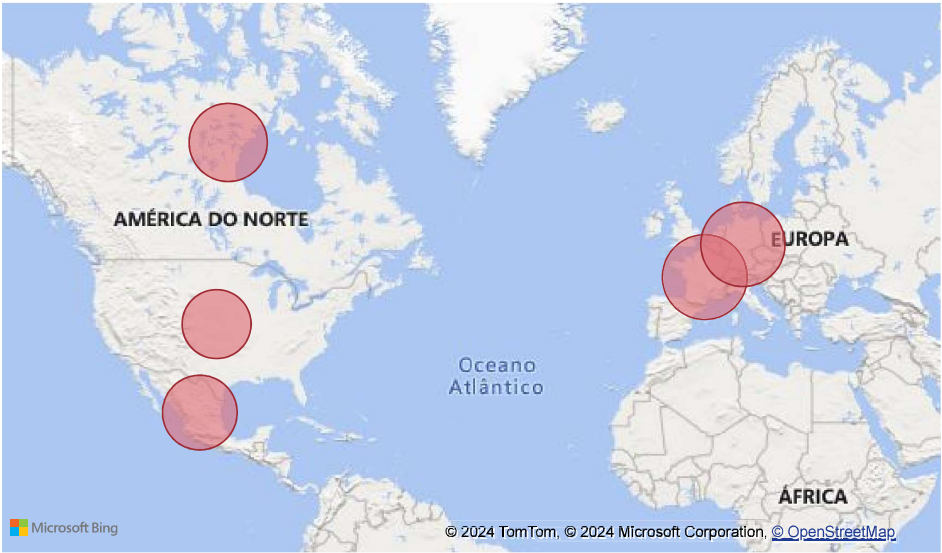 AMÉRICA DO NORTE
EUROPA
Oceano
Atlântico
ÁFRICA
Microsoft Bing
© 2024 TomTom, © 2024 Microsoft Corporation, © OpenStreetMap